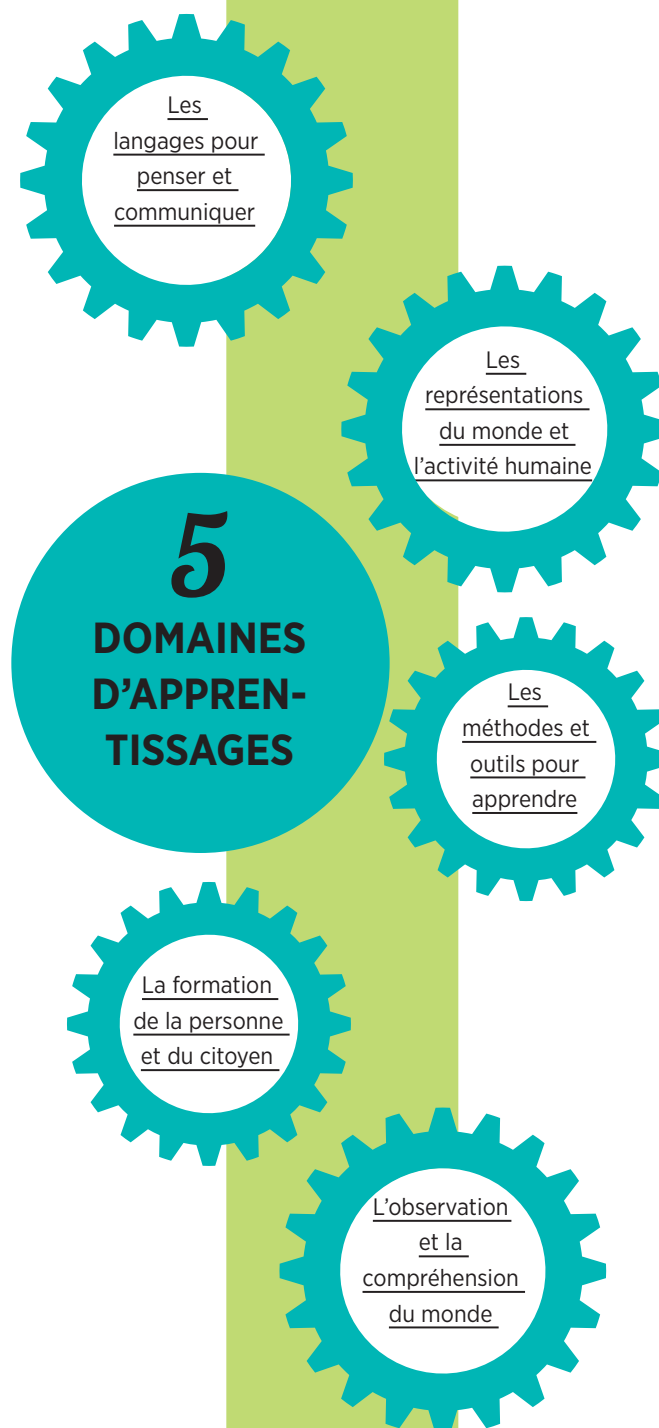 Les
langages pour
penser et
communiquer
Les
représentations
du monde et
l'activité humaine
5
DOMAINES
D'APPREN-
TISSAGES
Les
méthodes et
outils pour
apprendre
La formation
de la personne
et du citoyen
L'observation
et la
compréhension
du monde